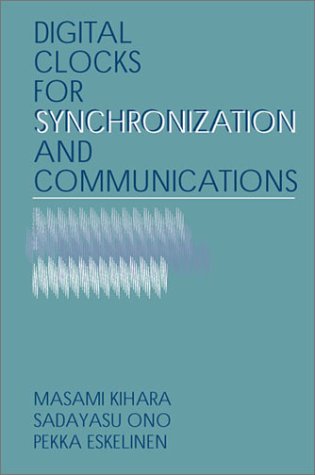 DIGITAL
CLOCKS
FOR
SYNCHRONIZATION
AND
COMMUNICATIONS
MASAMI KIHARA
SADAYASU ONO
PEKKA ESKELINEN